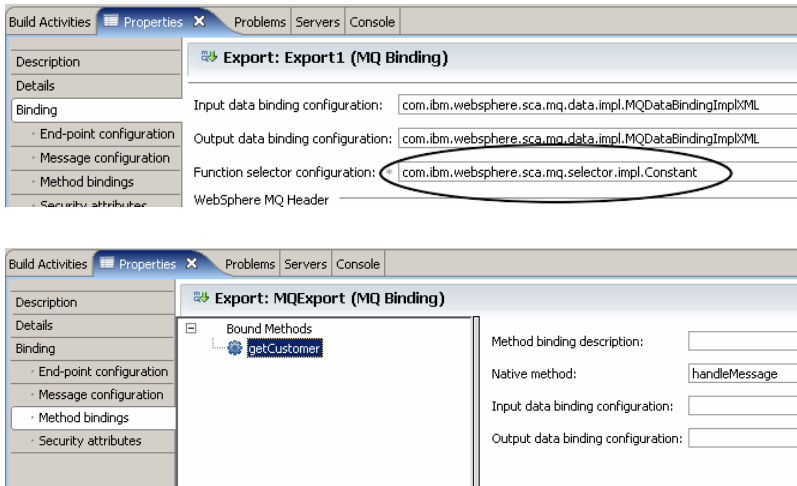 Build Activities Properties Problems Servers Console
Export: Export1 (MQ Binding)
Description
Details
Binding
Input data binding configuration: com.ibm.websphere.sca.mq.data.impl.MQDataBindingImplXML
End-point configuration
Output data binding configuration: com.ibm.websphere.sca.mq.data.impl.MQDataBindingImplXML
Message configuration
Function selector configuration: * com.ibm.websphere.sca.mq.selector.impl.Constant
Method bindings
WebSphere MQ Header
Security attributes
Build Activities Properties Problems Servers Console
Export: MQExport (MQ Binding)
Description
Details
Binding
End-point configuration
Message configuration
Method bindings
Security attributes
Bound Methods
getCustomer
Method binding description:
Native method: handleMessage
Input data binding configuration:
Output data binding configuration: